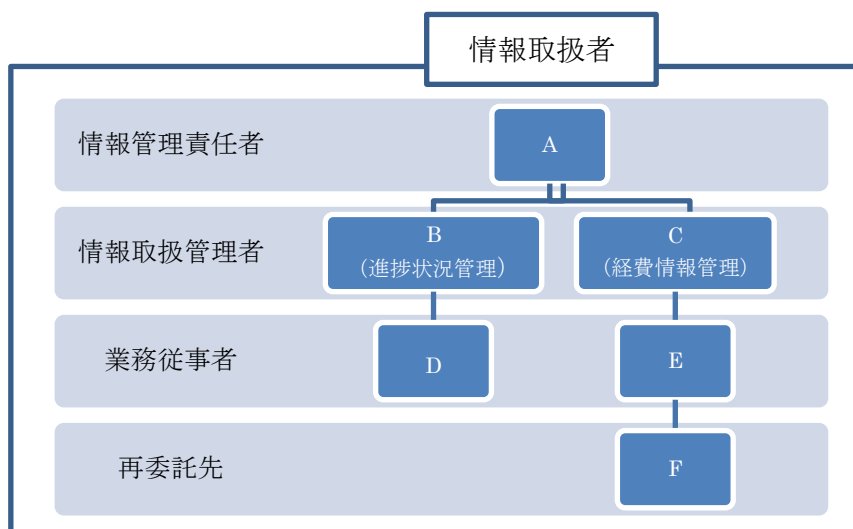 情報取扱者
情報管理責任者
A
情報取扱管理者
B
(進捗状況管理)
C
(経費情報管理)
業務従事者
D
E
再委託先
F